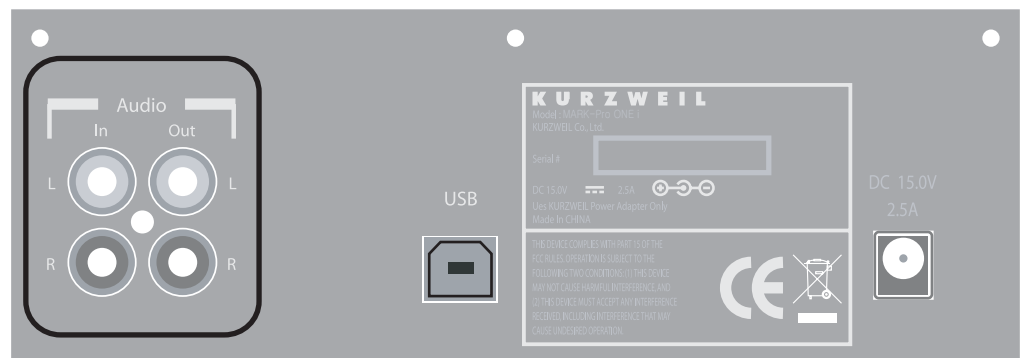 Audio
In Out
L L
R R
USB
KURZWEIL
Model : MARK-Pro ONE i
KURZWEIL Co., Ltd.
Serial #
DC 15.0V 2.5A
Ues KURZWEIL Power Adapter Only
Made In CHINA
THIS DEVICE COMPLIES WITH PART 15 OF THE
FCC RULES. OPERATION IS SUBJECT TO THE
FOLLOWING TWO CONDITIONS: (1) THIS DEVICE
MAY NOT CAUSE HARMFUL INTERFERENCE, AND
(2) THIS DEVICE MUST ACCEPT ANY INTERFERENCE
RECEIVED, INCLUDING INTERFERENCE THAT MAY
CAUSE UNDESIRED OPERATION.
CE
DC 15.0V
2.5A